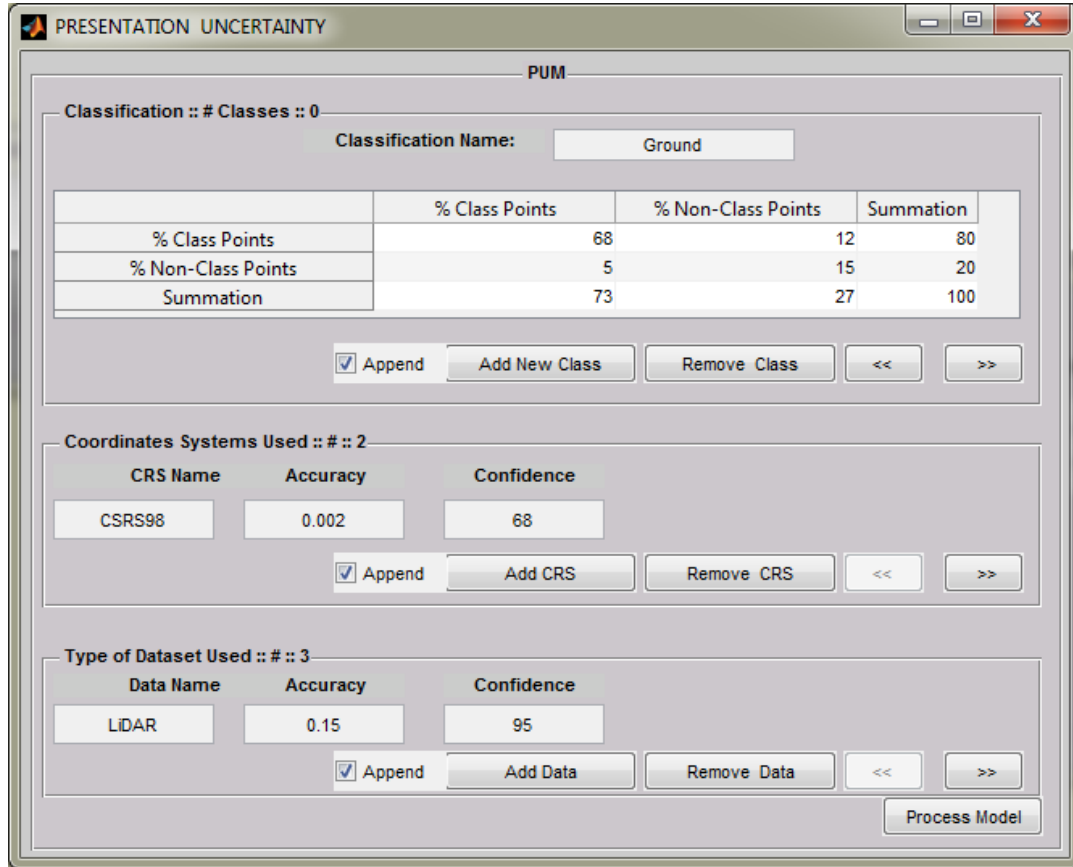 PRESENTATION UNCERTAINTY
PUM
Classification :: # Classes :: 0
Classification Name: Ground
% Class Points % Non-Class Points Summation
% Class Points 68 12 80
% Non-Class Points 5 15 20
Summation 73 27 100
Append Add New Class Remove Class << >>
Coordinates Systems Used :: # :: 2
CRS Name Accuracy Confidence
CSRS98 0.002 68
Append Add CRS Remove CRS << >>
Type of Dataset Used :: # :: 3
Data Name Accuracy Confidence
LiDAR 0.15 95
Append Add Data Remove Data << >>
Process Model